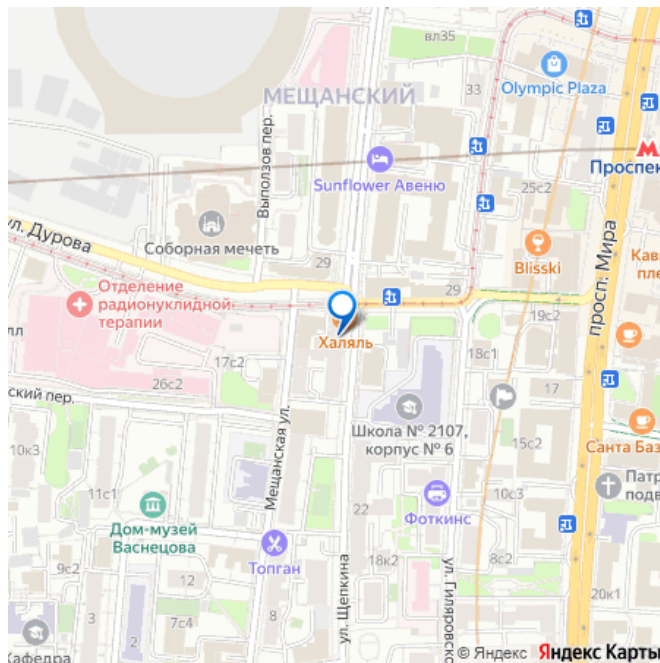 вл35
Olympic Plaza
МЕЩАНСКИЙ
Проспек
Выползов пер.
Sunflower Авеню
25с2
ул. Дурова
Соборная мечеть
Blisski
просп. Мира
Кав
пле
29
Отделение
радионуклидной
терапии
29
19с2
лл
17с2
Халяль
18с1
26с2
17
ский пер.
Школа № 2107,
корпус № 6
10к3
Мещанская ул.
15с2
Санта Баз
11с1
Патр
подв
Дом-музей
Васнецова
22
Фоткинс
10с3
Топган
9с2
12
18к2
8с2
ул. Щепкина
ул. Гиляровско
20к1
3
7с4
8
Кафедра
© Яндекс Яндекс Карты